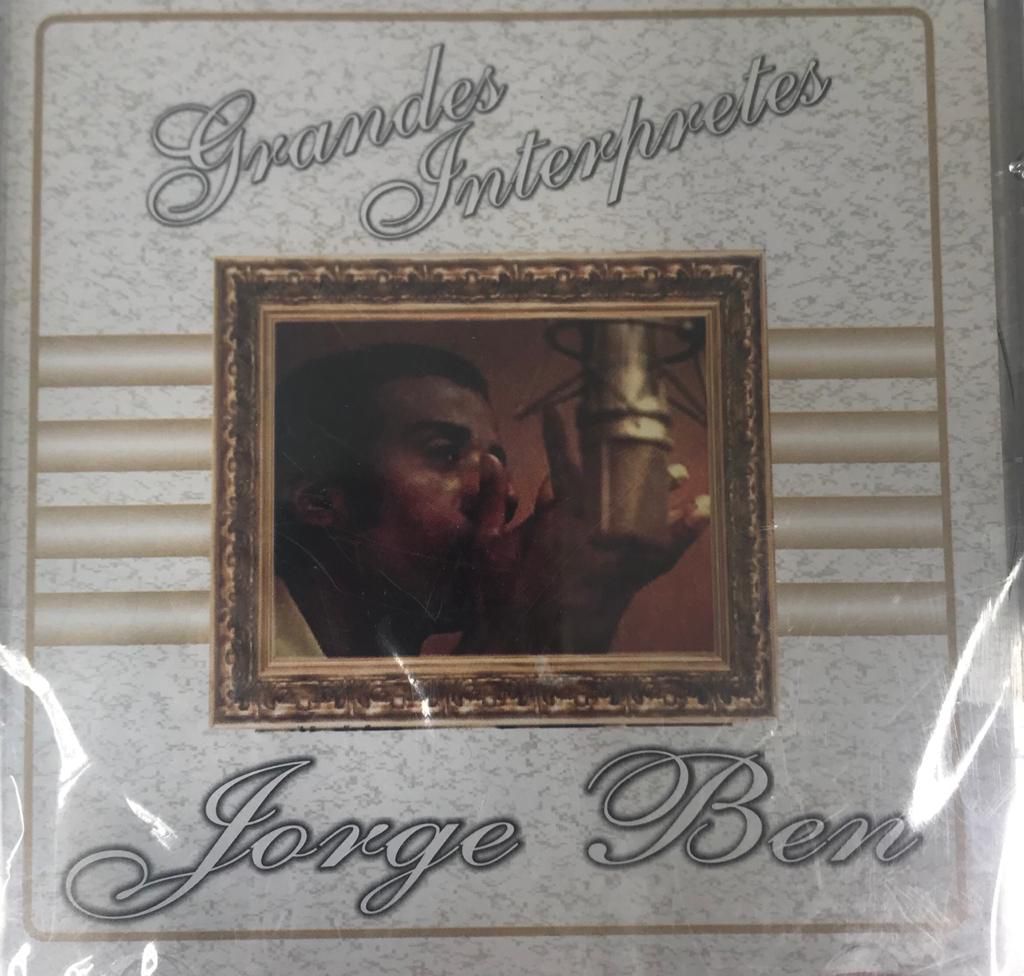 Grandes
Interpretes
Jorge Ben